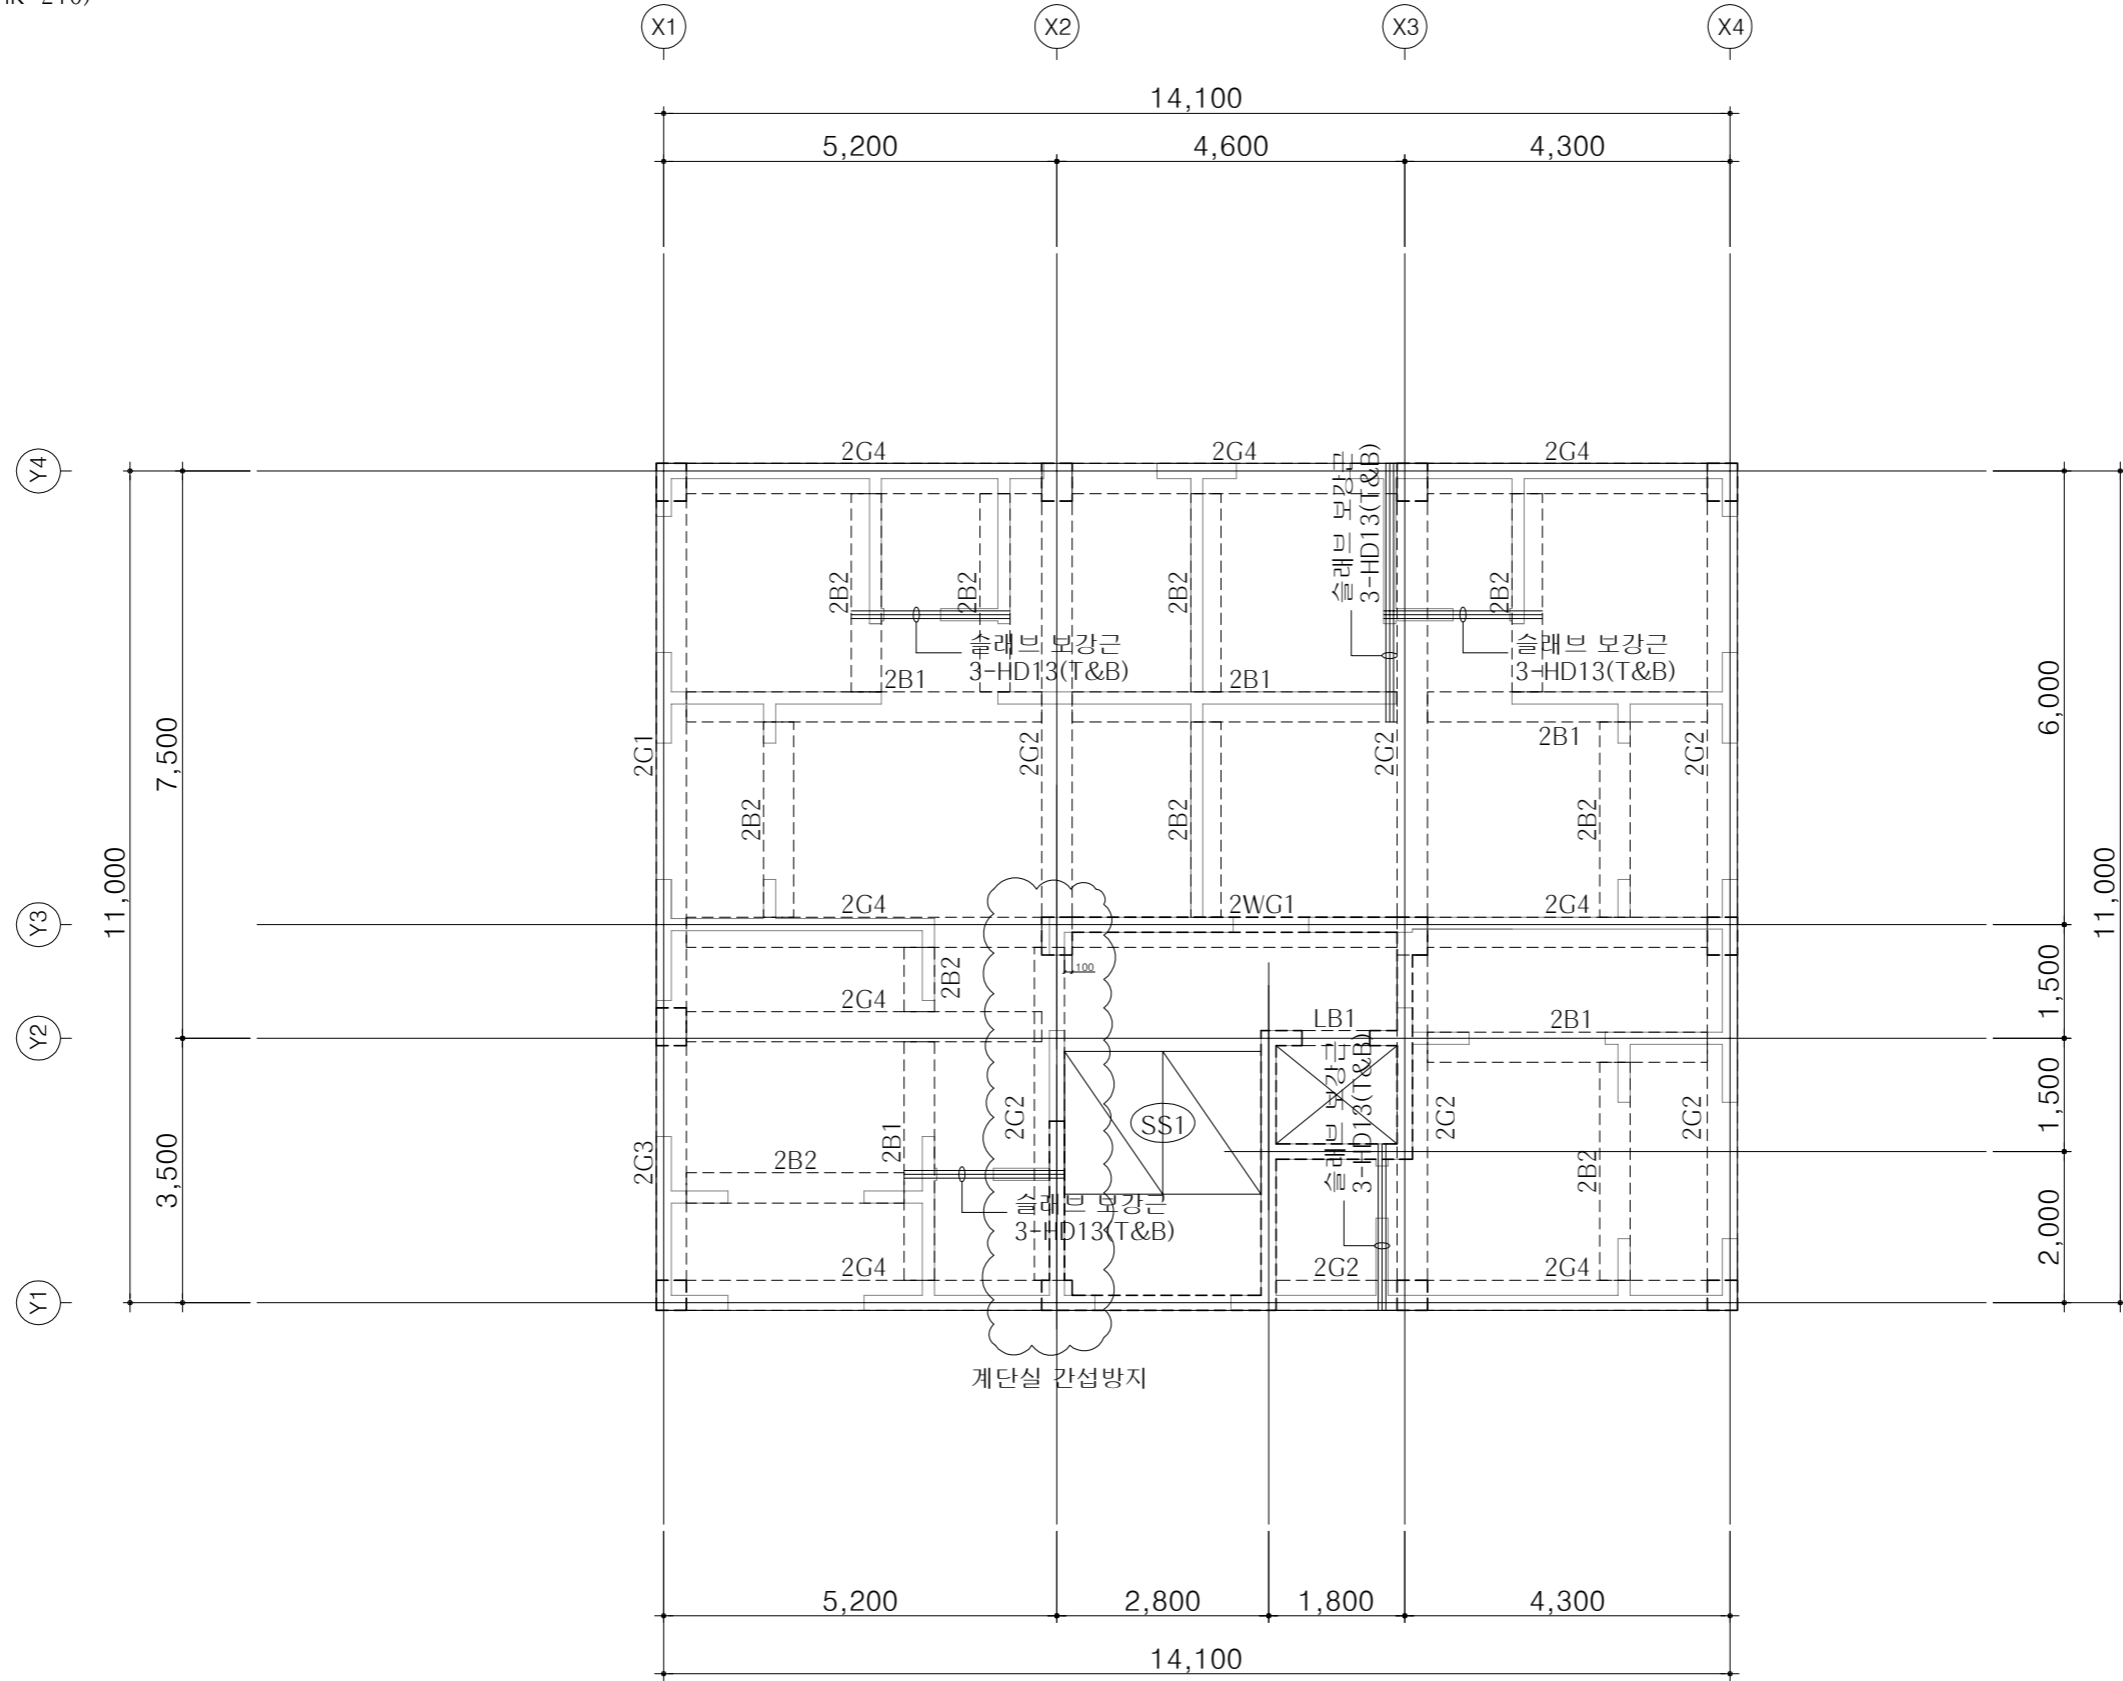 X1
X2
X3
X4
14,100
5,200
4,600
4,300
Y4
Y3
Y2
Y1
11,000
7,500
3,500
6,000
1,500
1,500
2,000
11,000
2G4
2G4
2G4
슬래브 보강근
3-HD13(T&B)
2B2
2B2
2B2
2B2
슬래브 보강근
3-HD13(T&B)
슬래브 보강근
3-HD13(T&B)
2B1
2B1
2B1
2G1
2G2
2G2
2G2
2B2
2B2
2B2
2G4
2WG1
2G4
100
2B2
2G4
LB1
2B1
슬래브 보강근
3-HD13(T&B)
2G3
2B2
2B1
2G2
SS1
2G2
2B2
2G2
슬래브 보강근
3-HD13(T&B)
2G4
2G2
2G4
계단실 간섭방지
5,200
2,800
1,800
4,300
14,100